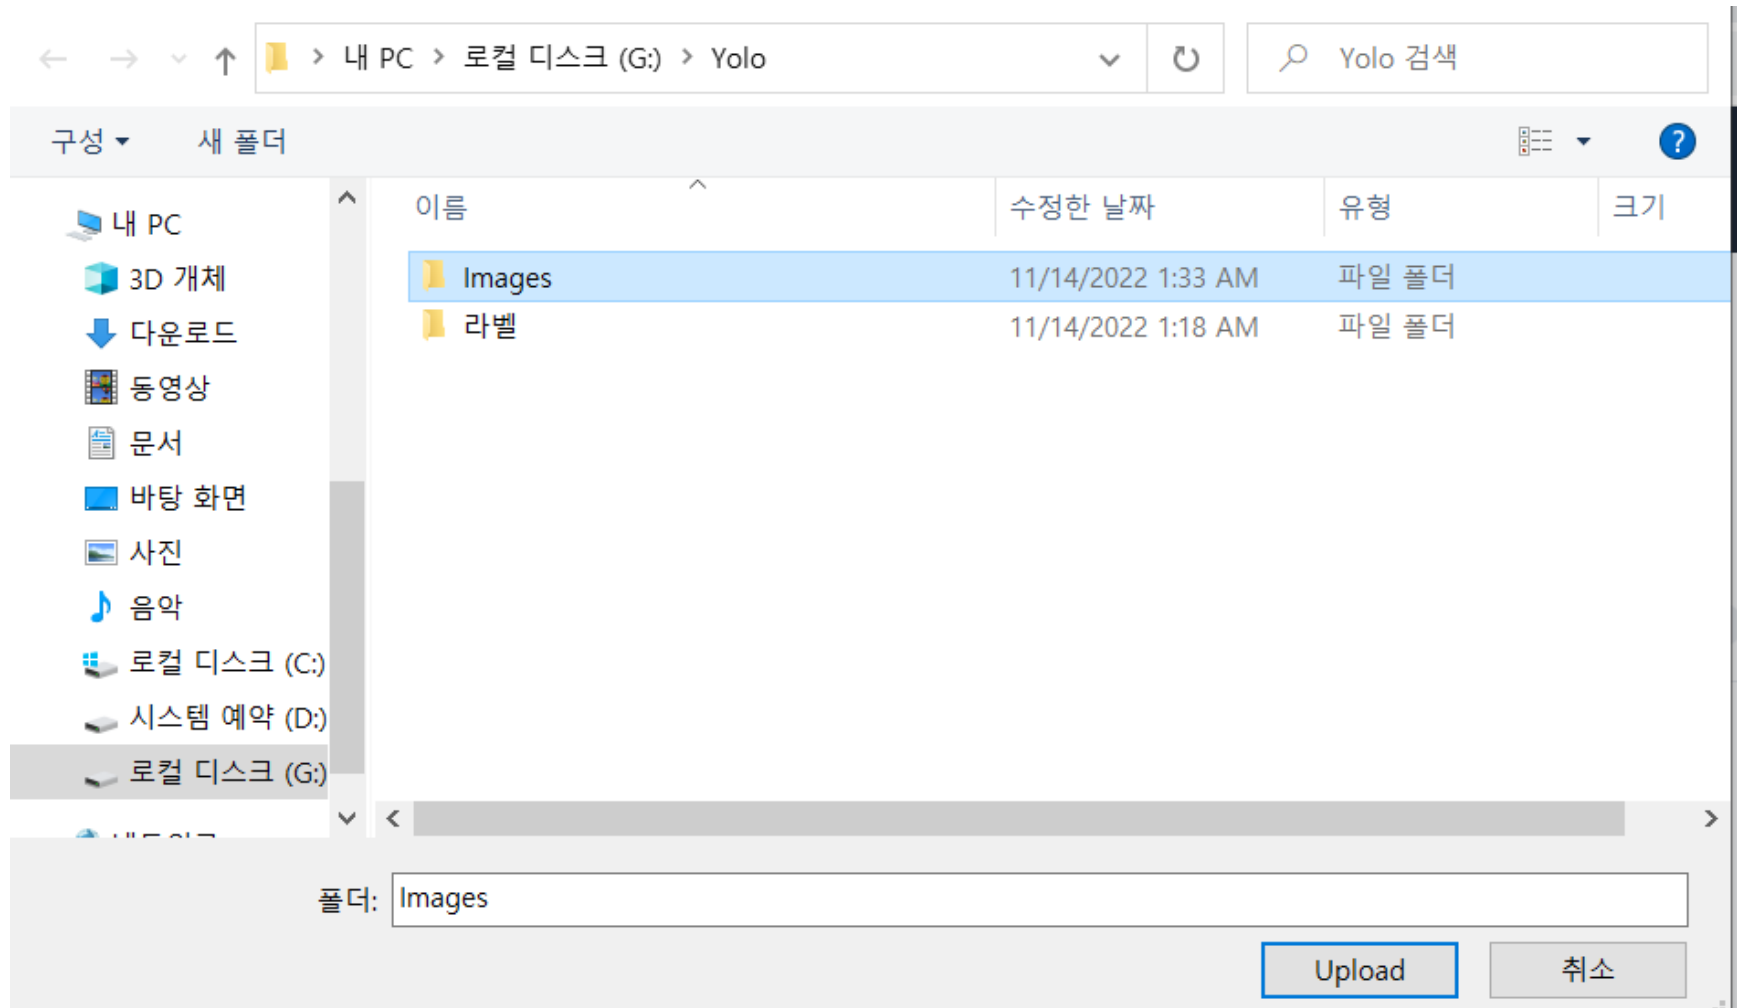 내 PC > 로컬 디스크 (G:) > Yolo
Yolo 검색
구성 새 폴더
?
이름 수정한 날짜 유형 크기
Images 11/14/2022 1:33 AM 파일 폴더
라벨 11/14/2022 1:18 AM 파일 폴더
내 PC
3D 개체
다운로드
동영상
문서
바탕 화면
사진
음악
로컬 디스크 (C:)
시스템 예약 (D:)
로컬 디스크 (G:)
폴더: Images
Upload 취소